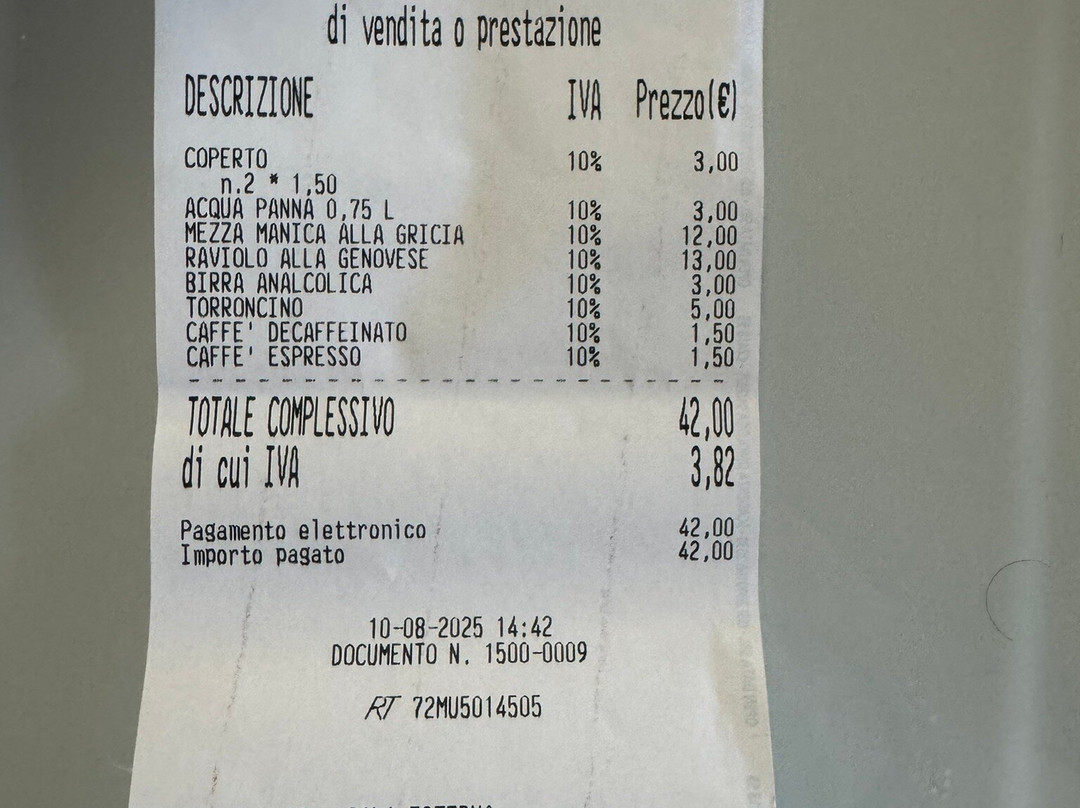 di vendita o prestazione
DESCRIZIONE IVA Prezzo(€)
COPERTO 10% 3,00
n.2 * 1,50
ACQUA PANNA 0,75 L 10% 3,00
MEZZA MANICA ALLA GRICIA 10% 12,00
RAVIOLO ALLA GENOVESE 10% 13,00
BIRRA ANALCOLICA 10% 3,00
TORRONCINO 10% 5,00
CAFFE' DECAFFEINATO 10% 1,50
CAFFE' ESPRESSO 10% 1,50
TOTALE COMPLESSIVO 42,00
di cui IVA 3,82
Pagamento elettronico 42,00
Importo pagato 42,00
10-08-2025 14:42
DOCUMENTO N. 1500-0009
RT 72MU5014505